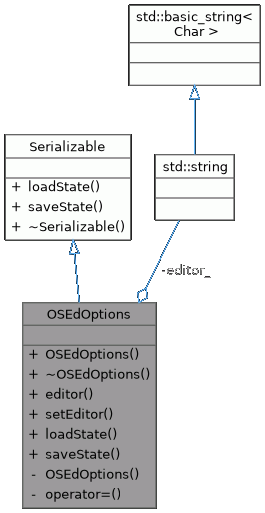 std::basic_string<
Char >
Serializable
+ loadState()
+ saveState()
+ ~Serializable()
std::string
-editor_
OSEdOptions
+ OSEdOptions()
+ ~OSEdOptions()
+ editor()
+ setEditor()
+ loadState()
+ saveState()
- OSEdOptions()
- operator=()